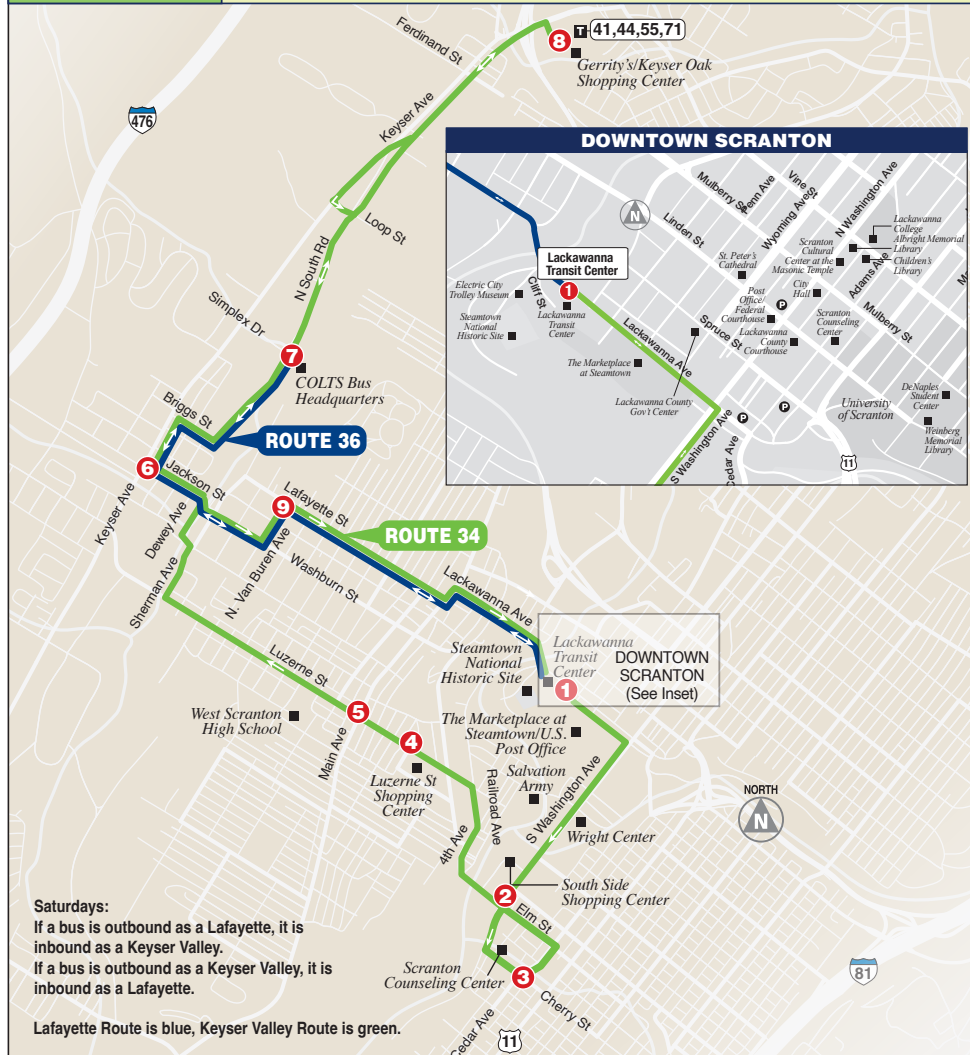 Ferdinand St
8
T
41,44,55,71
Gerrity's/Keyser Oak
Shopping Center
476
Keyser Ave
Loop St
N South Rd
Simplex Dr
7
COLTS Bus
Headquarters
Briggs St
ROUTE 36
6
Jackson St
Keyser Ave
Dewey Ave
9
Lafayette St
ROUTE 34
N. Van Buren Ave
Washburn St
Sherman Ave
Lackawanna Ave
Luzerne St
Steamtown
National
Historic Site
Lackawanna
Transit
Center
1
DOWNTOWN
SCRANTON
(See Inset)
West Scranton
High School
5
Main Ave
4
Luzerne St
Shopping
Center
The Marketplace at
Steamtown/U.S.
Post Office
Salvation
Army
Railroad Ave
S Washington Ave
Wright Center
NORTH
N
4th Ave
2
South Side
Shopping Center
Elm St
Scranton
Counseling Center
3
Cherry St
Cedar Ave
11
81
DOWNTOWN SCRANTON
N
Mulberry St
Penn Ave
Vine St
Wyoming Ave
N Washington Ave
Linden St
Lackawanna
College
Albright Memorial
Library
Children's
Library
Scranton
Cultural
Center at the
Masonic Temple
Adams Ave
St. Peter's
Cathedral
Lackawanna
Transit Center
1
Cliff St
Electric City
Trolley Museum
Steamtown
National
Historic Site
Lackawanna
Transit
Center
Post
Office/
Federal
Courthouse
P
City
Hall
Mulberry St
Scranton
Counseling
Center
Lackawanna
County
Courthouse
Spruce St
Lackawanna Ave
The Marketplace
at Steamtown
Lackawanna County
Gov't Center
DeNaples
Student
Center
University
of Scranton
Weinberg
Memorial
Library
P
P
S Washington Ave
Cedar Ave
11
Saturdays:
If a bus is outbound as a Lafayette, it is
inbound as a Keyser Valley.
If a bus is outbound as a Keyser Valley, it is
inbound as a Lafayette.
Lafayette Route is blue, Keyser Valley Route is green.